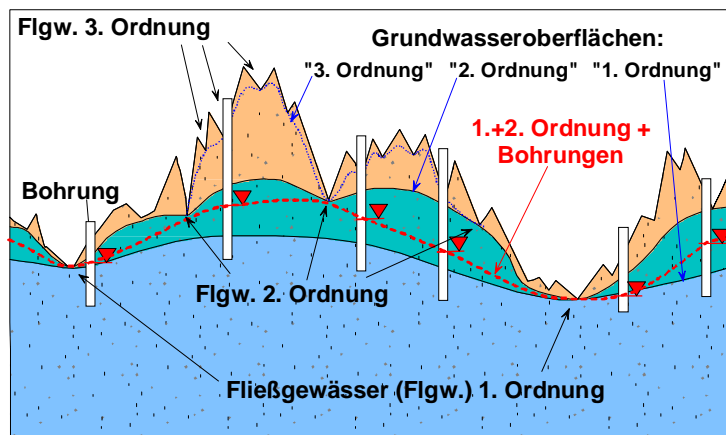 Flgw. 3. Ordnung
Grundwasseroberflächen:
"3. Ordnung" "2. Ordnung" "1. Ordnung"
1.+2. Ordnung +
Bohrungen
Bohrung
Flgw. 2. Ordnung
Fließgewässer (Flgw.) 1. Ordnung